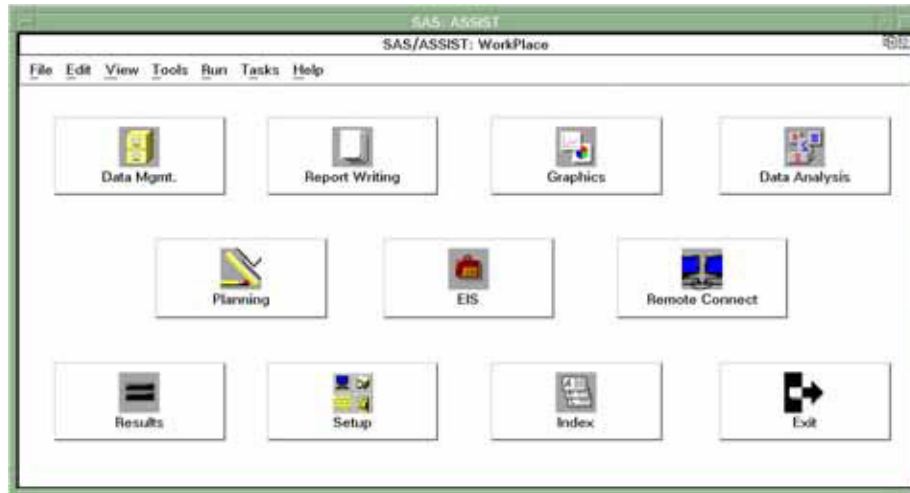 SAS: ASSIST
SAS/ASSIST: WorkPlace
File Edit View Tools Run Tasks Help
Data Mgmt. Report Writing Graphics Data Analysis
Planning EIS Remote Connect
Results Setup Index Exit